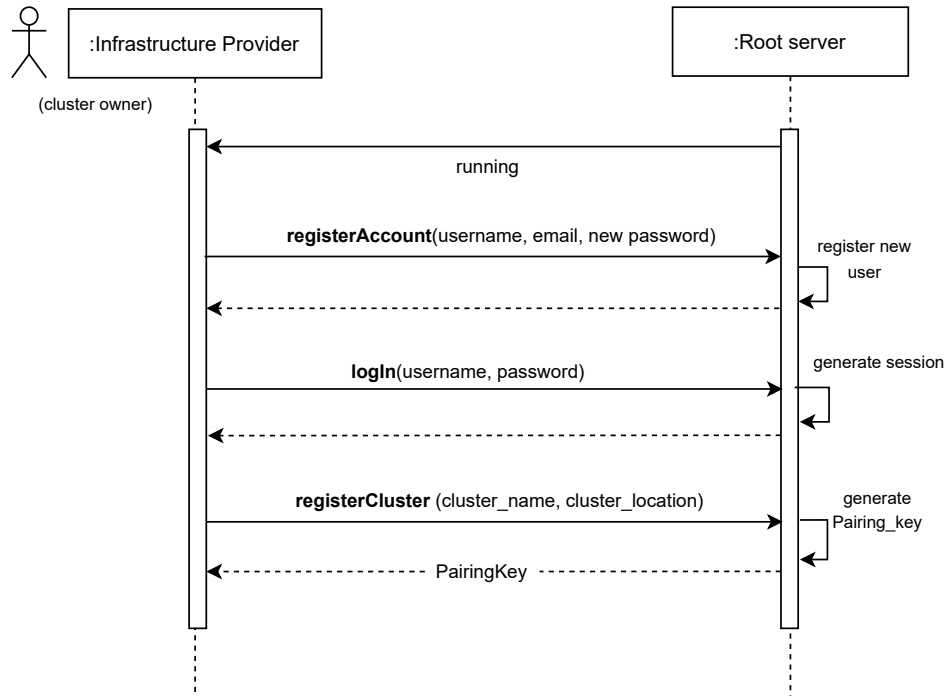 :Infrastructure Provider
:Root server
(cluster owner)
running
registerAccount(username, email, new password)
register new
user
logIn(username, password)
generate session
registerCluster (cluster_name, cluster_location)
generate
Pairing_key
PairingKey